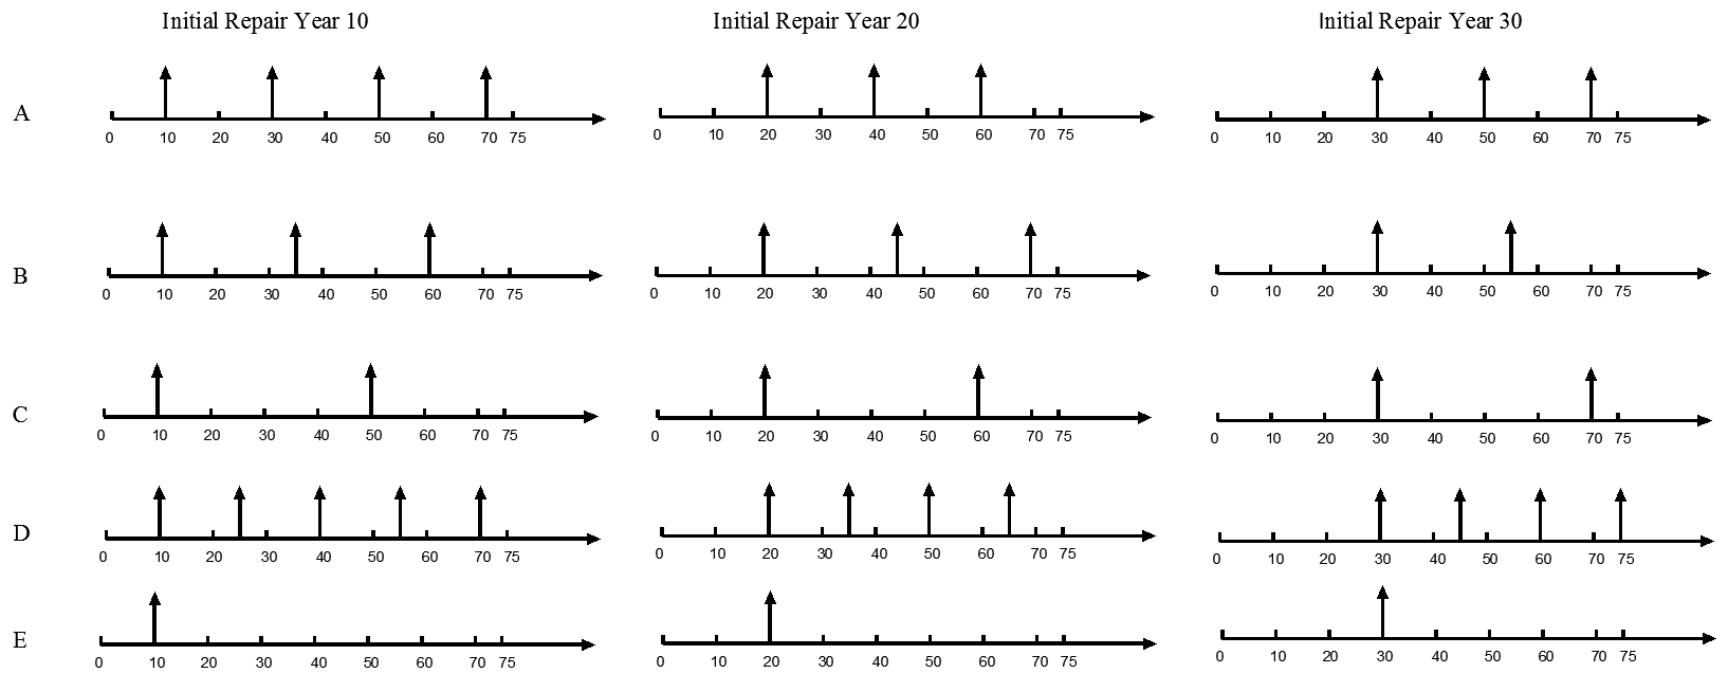 Initial Repair Year 10 Initial Repair Year 20 Initial Repair Year 30
A
0 10 20 30 40 50 60 70 75 0 10 20 30 40 50 60 70 75 0 10 20 30 40 50 60 70 75
B
0 10 20 30 40 50 60 70 75 0 10 20 30 40 50 60 70 75 0 10 20 30 40 50 60 70 75
C
0 10 20 30 40 50 60 70 75 0 10 20 30 40 50 60 70 75 0 10 20 30 40 50 60 70 75
D
0 10 20 30 40 50 60 70 75 0 10 20 30 40 50 60 70 75 0 10 20 30 40 50 60 70 75
E
0 10 20 30 40 50 60 70 75 0 10 20 30 40 50 60 70 75 0 10 20 30 40 50 60 70 75